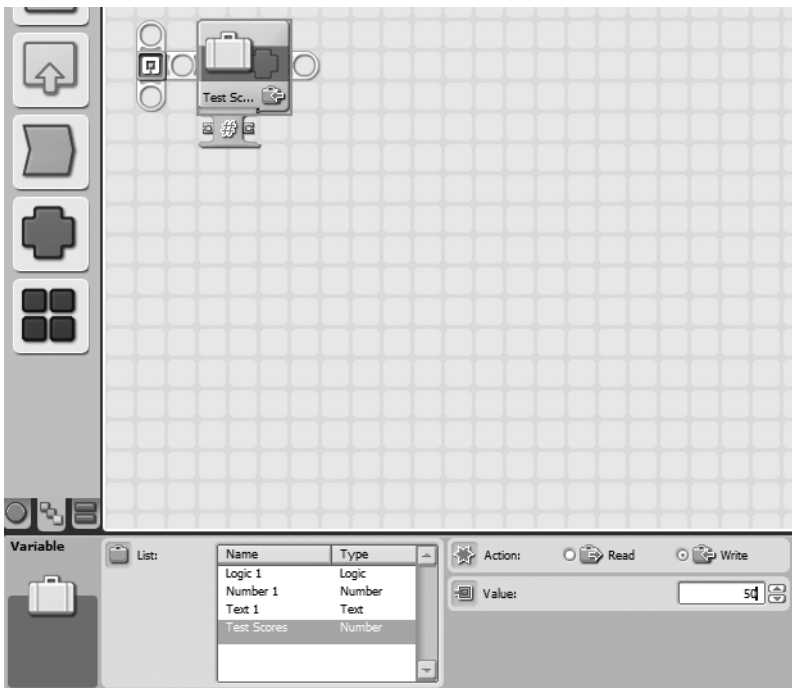 Test Sc...
#
Variable
List:
Name Type
Logic 1 Logic
Number 1 Number
Text 1 Text
Test Scores Number
Action: Read Write
Value: 50